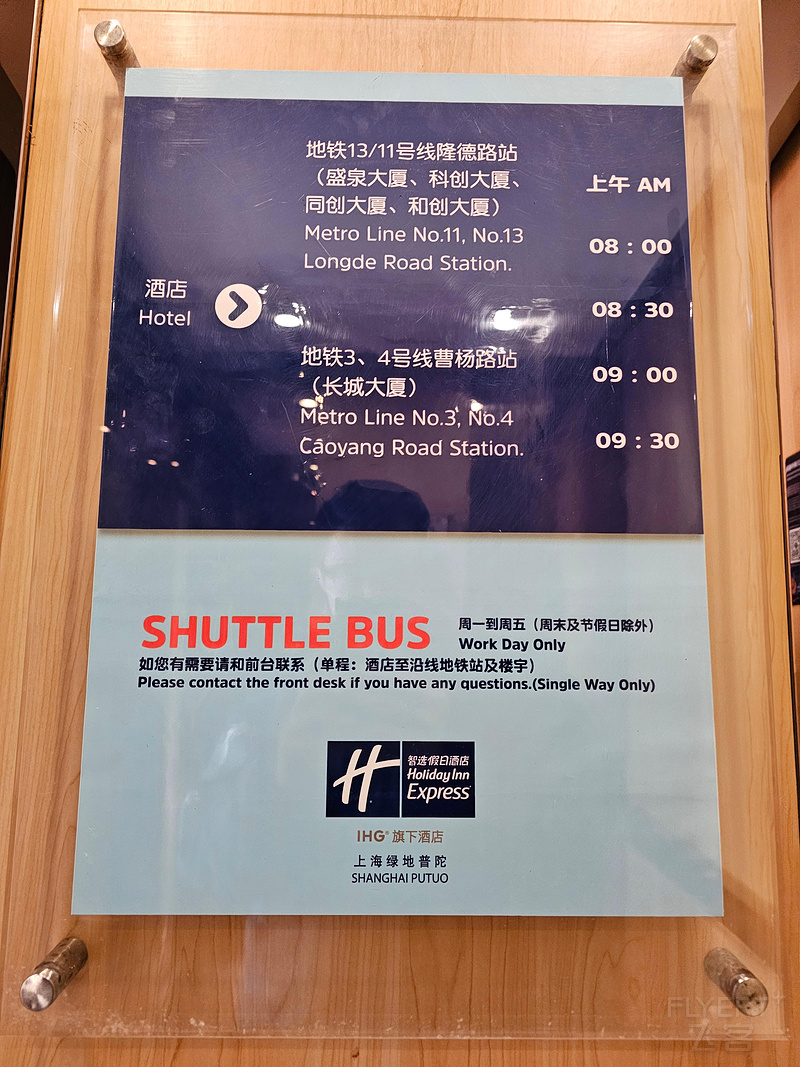 地铁13/11号线隆德路站
（盛泉大厦、科创大厦、
同创大厦、和创大厦）
Metro Line No.11, No.13
Longde Road Station.
酒店
Hotel
地铁3、4号线曹杨路站
（长城大厦）
Metro Line No.3, No.4
Caoyang Road Station.
上午 AM
08 : 00
08 : 30
09 : 00
09 : 30
SHUTTLE BUS
周一到周五（周末及节假日除外）
Work Day Only
如您有需要请和前台联系（单程：酒店至沿线地铁站及楼宇）
Please contact the front desk if you have any questions.(Single Way Only)
智选假日酒店
Holiday Inn
Express
IHG® 旗下酒店
上海绿地普陀
SHANGHAI PUTUO